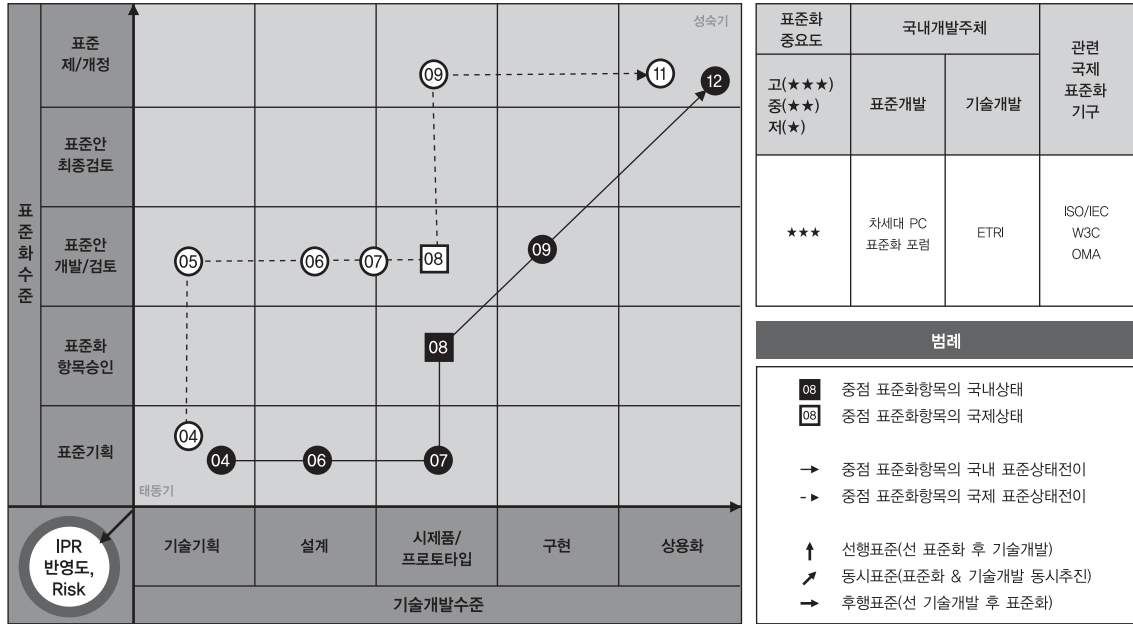 성숙기
표준
제/개정
표준안
최종검토
표준안
개발/검토
표준화
항목승인
표준기획
표준화수준
09
11
12
05
06
07
08
09
08
04
04
06
07
태동기
IPR
반영도,
Risk
기술기획
설계
시제품/
프로토타입
구현
상용화
기술개발수준
표준화
중요도
국내개발주체
관련
국제
표준화
기구
고(★★★)
중(★★)
저(★)
표준개발
기술개발
★★★
차세대 PC
표준화 포럼
ETRI
ISO/IEC
W3C
OMA
범례
08 중점 표준화항목의 국내상태
08 중점 표준화항목의 국제상태
→ 중점 표준화항목의 국내 표준상태전이
- ► 중점 표준화항목의 국제 표준상태전이
↑ 선행표준(선 표준화 후 기술개발)
↗ 동시표준(표준화 & 기술개발 동시추진)
→ 후행표준(선 기술개발 후 표준화)